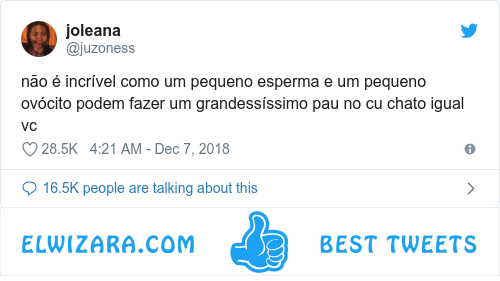 joleana
@juzoness
não é incrível como um pequeno esperma e um pequeno
ovócito podem fazer um grandessíssimo pau no cu chato igual
vc
28.5K 4:21 AM - Dec 7, 2018
16.5K people are talking about this
ELWIZARA.COM BEST TWEETS